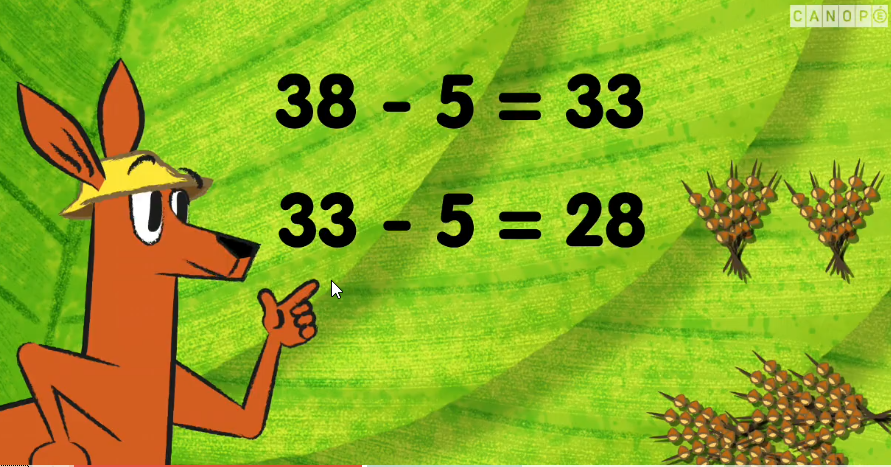 CANOPÉ
38 - 5 = 33
33 - 5 = 28